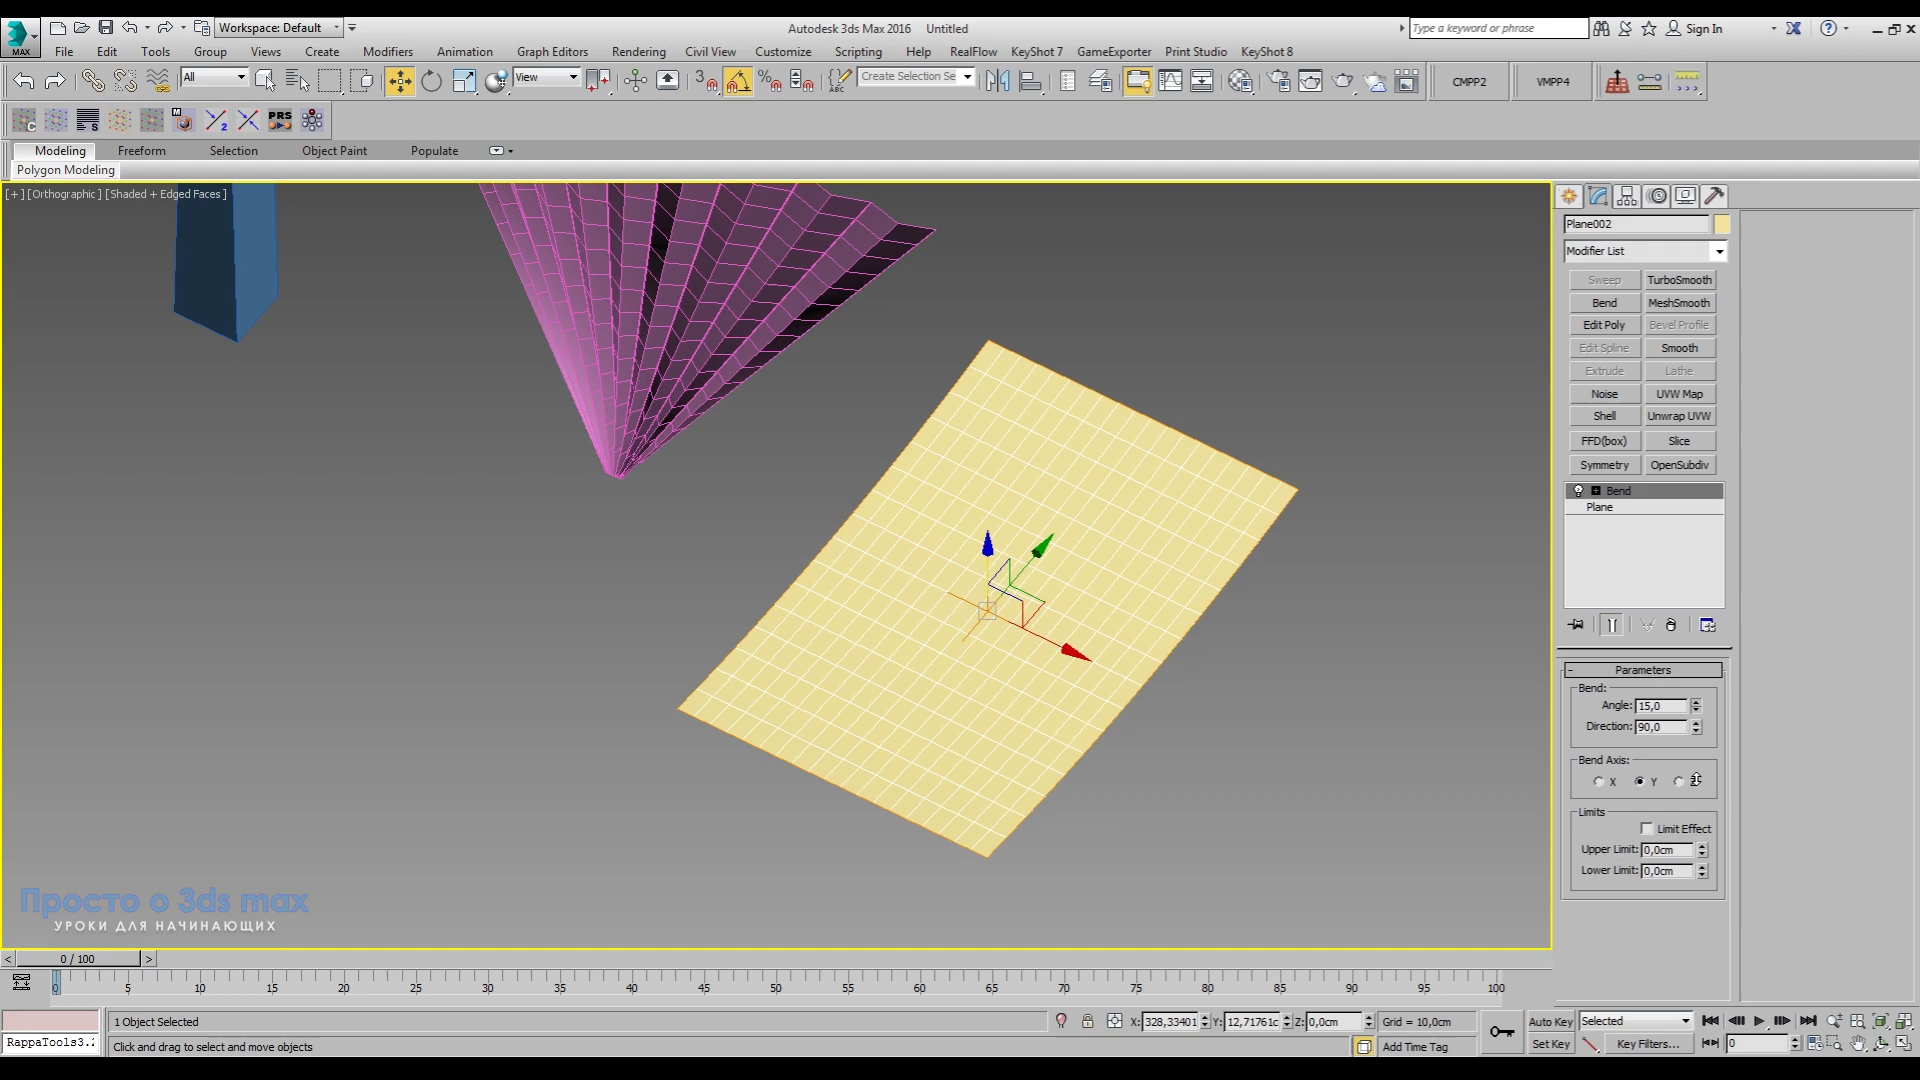 Workspace: Default
Autodesk 3ds Max 2016 Untitled
Type a keyword or phrase
Sign In
MAX
File Edit Tools Group Views Create Modifiers Animation Graph Editors Rendering Civil View Customize Scripting Help RealFlow KeyShot 7 GameExporter Print Studio KeyShot 8
All
View
3
ABC
Create Selection Se
CMPP2
VMPP4
C
S
M
2
PRS
Modeling Freeform Selection Object Paint Populate
Polygon Modeling
[+] [Orthographic] [Shaded + Edged Faces]
Plane002
Modifier List
Sweep TurboSmooth
Bend MeshSmooth
Edit Poly Bevel Profile
Edit Spline Smooth
Extrude Lathe
Noise UVW Map
Shell Unwrap UVW
FFD(box) Slice
Symmetry OpenSubdiv
Bend
Plane
Parameters
Bend:
Angle: 15,0
Direction: 90,0
Bend Axis:
X Y
Limits
Limit Effect
Upper Limit: 0,0cm
Lower Limit: 0,0cm
Просто о 3ds max
УРОКИ ДЛЯ НАЧИНАЮЩИХ
< 0 / 100 >
0 5 10 15 20 25 30 35 40 45 50 55 60 65 70 75 80 85 90 95 100
1 Object Selected
X: 328,33401 Y: 12,71761c Z: 0,0cm
Grid = 10,0cm
Auto Key Selected
RappaTools3.
Click and drag to select and move objects
Add Time Tag
Set Key Key Filters...
0